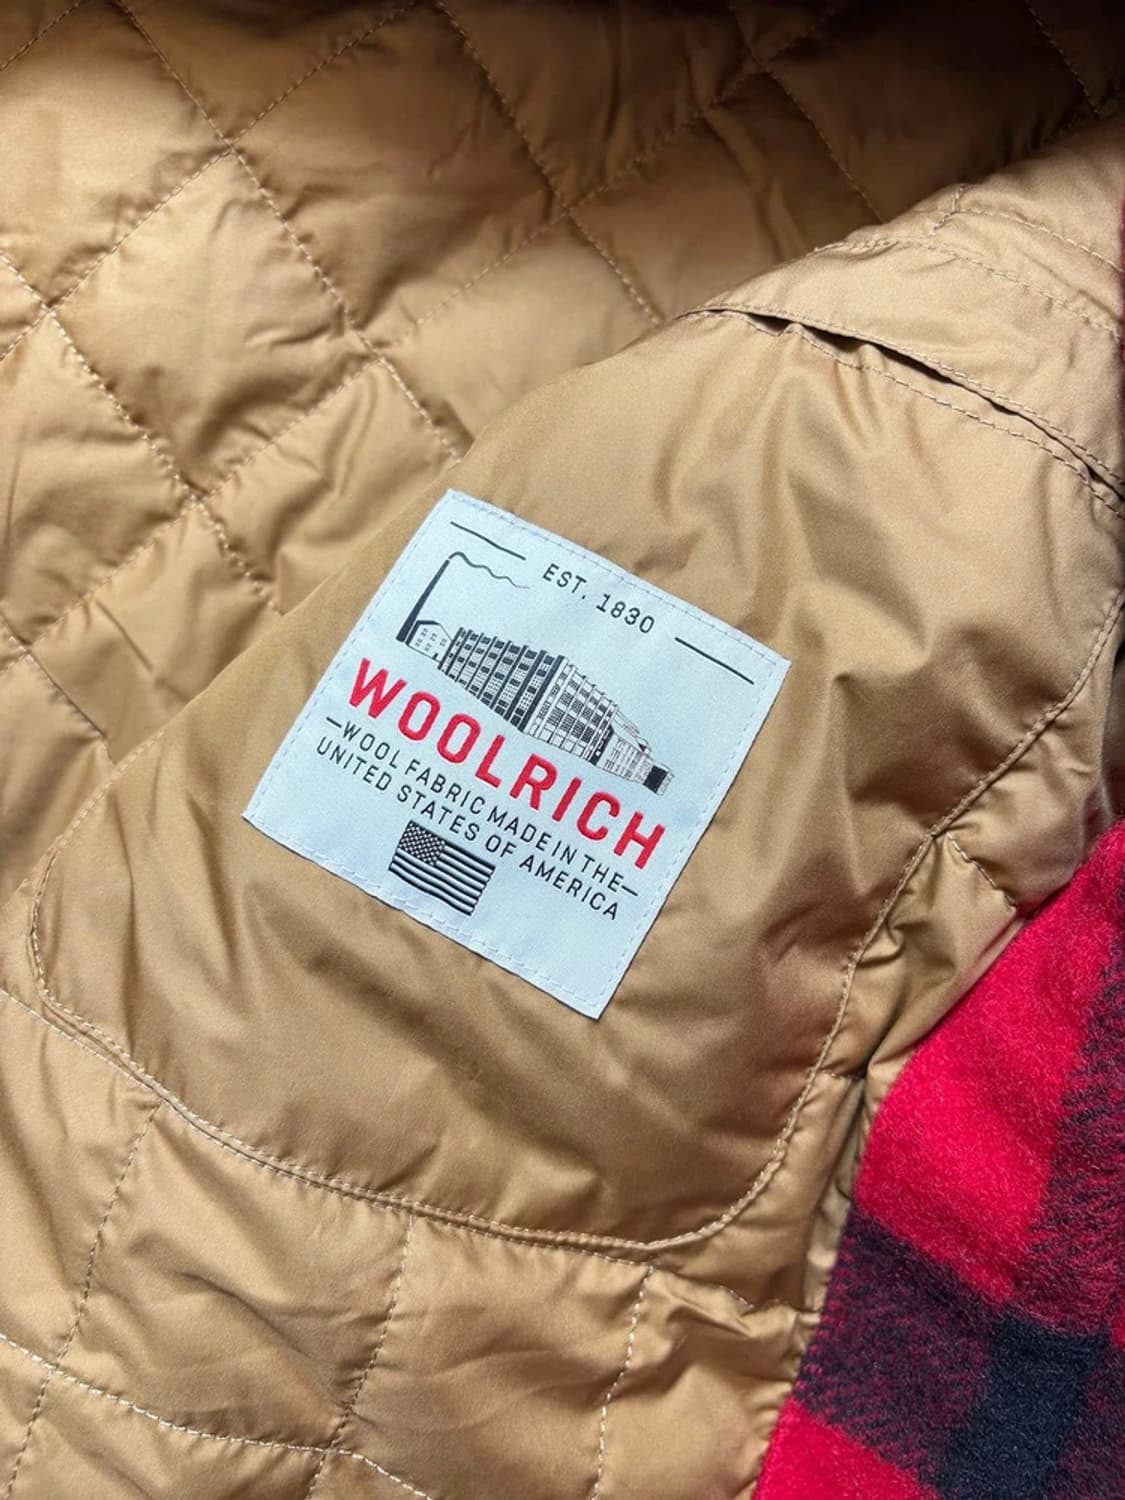 EST. 1830
WOOLRICH
—WOOL FABRIC MADE IN THE—
UNITED STATES OF AMERICA